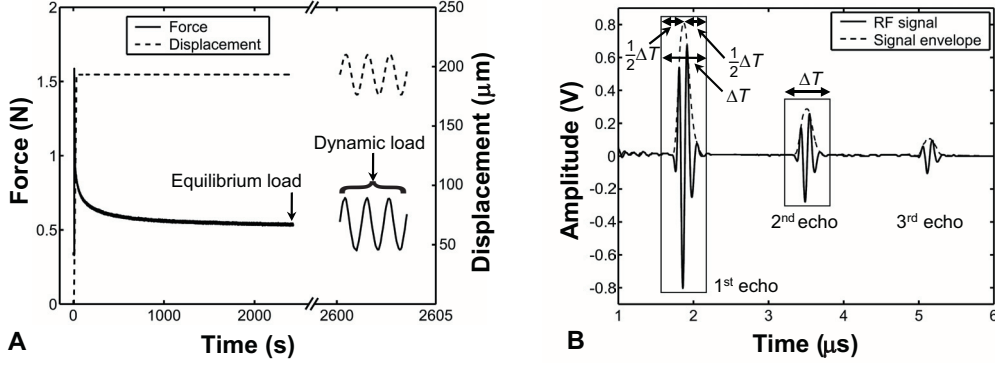 Force
Displacement
Force (N)
2
1.5
1
0.5
0
Displacement (μm)
250
200
150
100
50
0
Dynamic load
Equilibrium load
0
1000
2000
2600
2605
Time (s)
A
RF signal
Signal envelope
Amplitude (V)
0.8
0.6
0.4
0.2
0
-0.2
-0.4
-0.6
-0.8
½ΔT
½ΔT
ΔT
ΔT
1st echo
2nd echo
3rd echo
1
2
3
4
5
6
Time (μs)
B